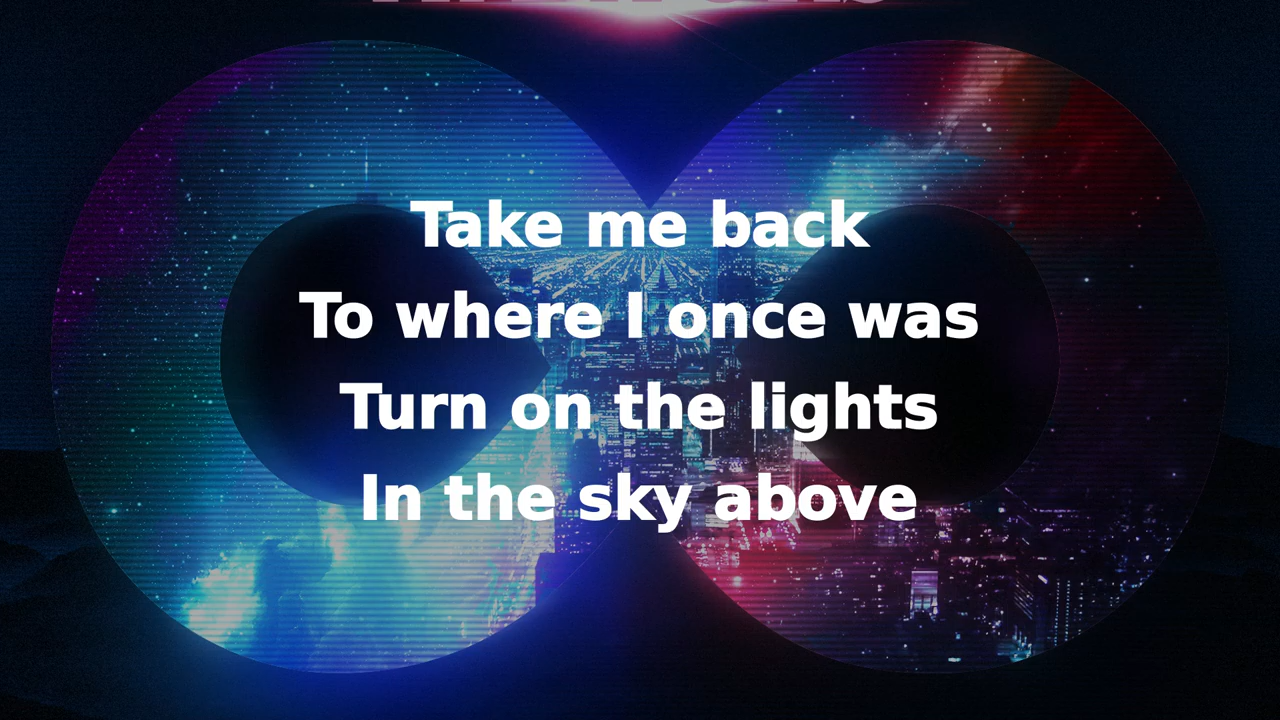 Take me back
To where I once was
Turn on the lights
In the sky above